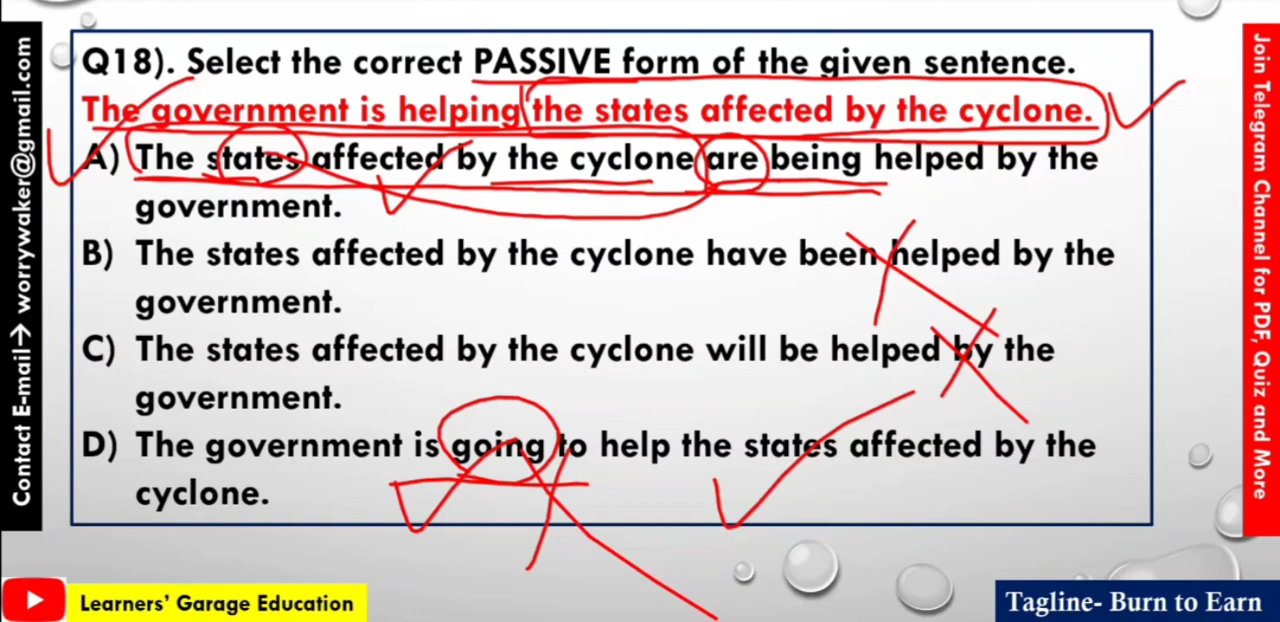 Q18). Select the correct PASSIVE form of the given sentence.
The government is helping the states affected by the cyclone.
A) The states affected by the cyclone are being helped by the
government.
B) The states affected by the cyclone have been helped by the
government.
C) The states affected by the cyclone will be helped by the
government.
D) The government is going to help the states affected by the
cyclone.
Contact E-mail→ worrywaker@gmail.com
Join Telegram Channel for PDF, Quiz and More
Learners’ Garage Education
Tagline- Burn to Earn